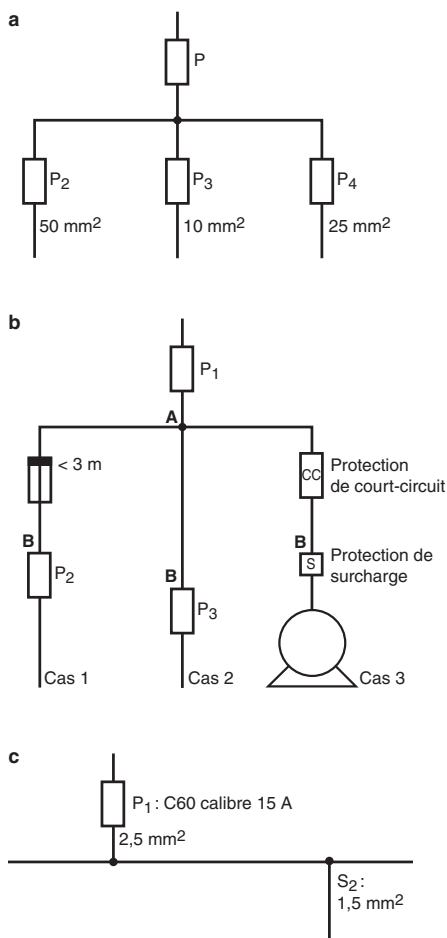 a
P
P₂
P₃
P₄
50 mm²
10 mm²
25 mm²
b
P₁
A
< 3 m
CC
Protection
de court-circuit
B
P₂
B
P₃
B
S
Protection de
surcharge
Cas 1
Cas 2
Cas 3
c
P₁ : C60 calibre 15 A
2,5 mm²
S₂ :
1,5 mm²